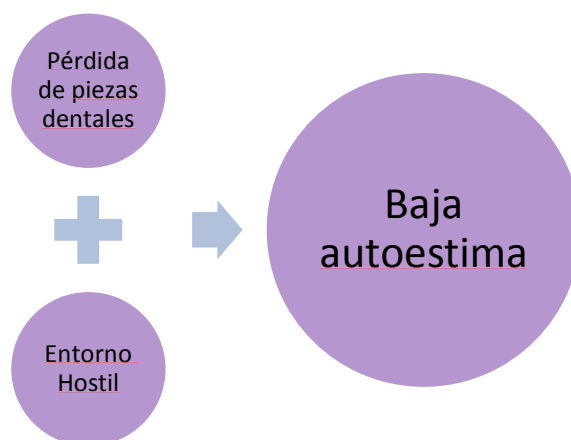 Pérdida
de piezas
dentales
Entorno
Hostil
Baja
autoestima